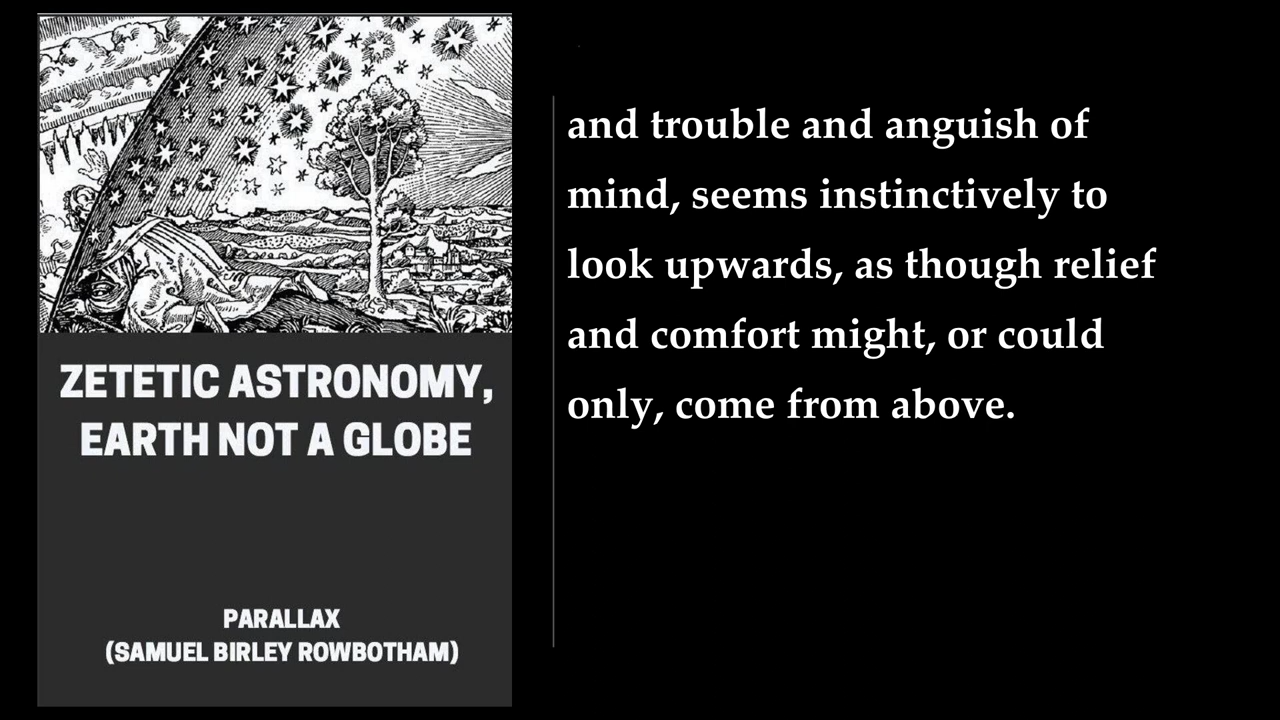 ZETETIC ASTRONOMY,
EARTH NOT A GLOBE
PARALLAX
(SAMUEL BIRLEY ROWBOTHAM)
and trouble and anguish of
mind, seems instinctively to
look upwards, as though relief
and comfort might, or could
only, come from above.